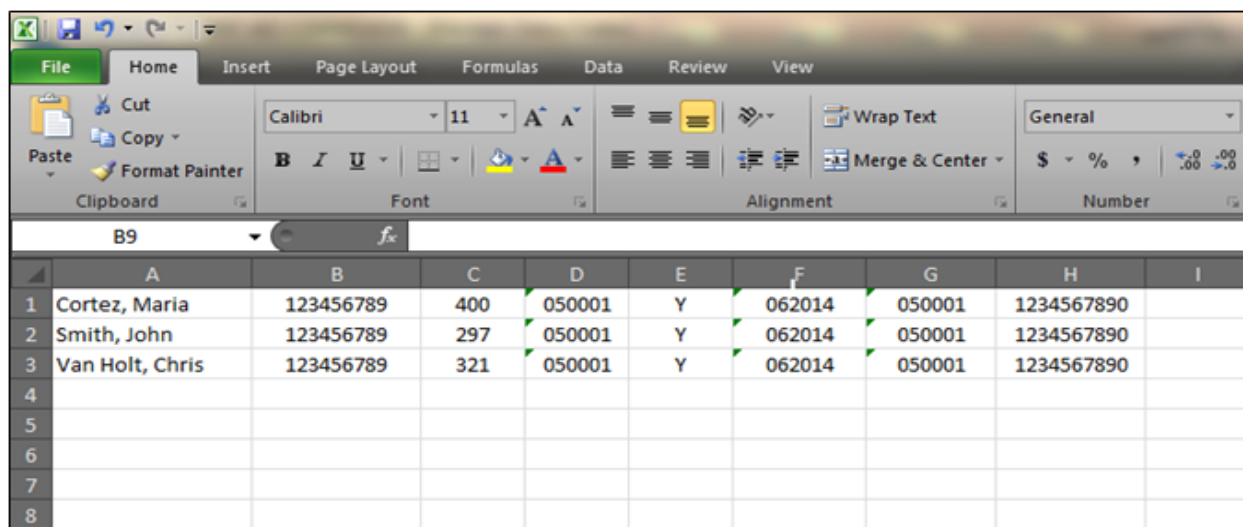 File Home Insert Page Layout Formulas Data Review View
Cut
Copy
Format Painter
Paste
Calibri 11 A A
B I U A
Wrap Text
Merge & Center
General
$ % , .00 .00
Clipboard Font Alignment Number
B9 fx
A B C D E F G H I
1 Cortez, Maria 123456789 400 050001 Y 062014 050001 1234567890
2 Smith, John 123456789 297 050001 Y 062014 050001 1234567890
3 Van Holt, Chris 123456789 321 050001 Y 062014 050001 1234567890
4
5
6
7
8